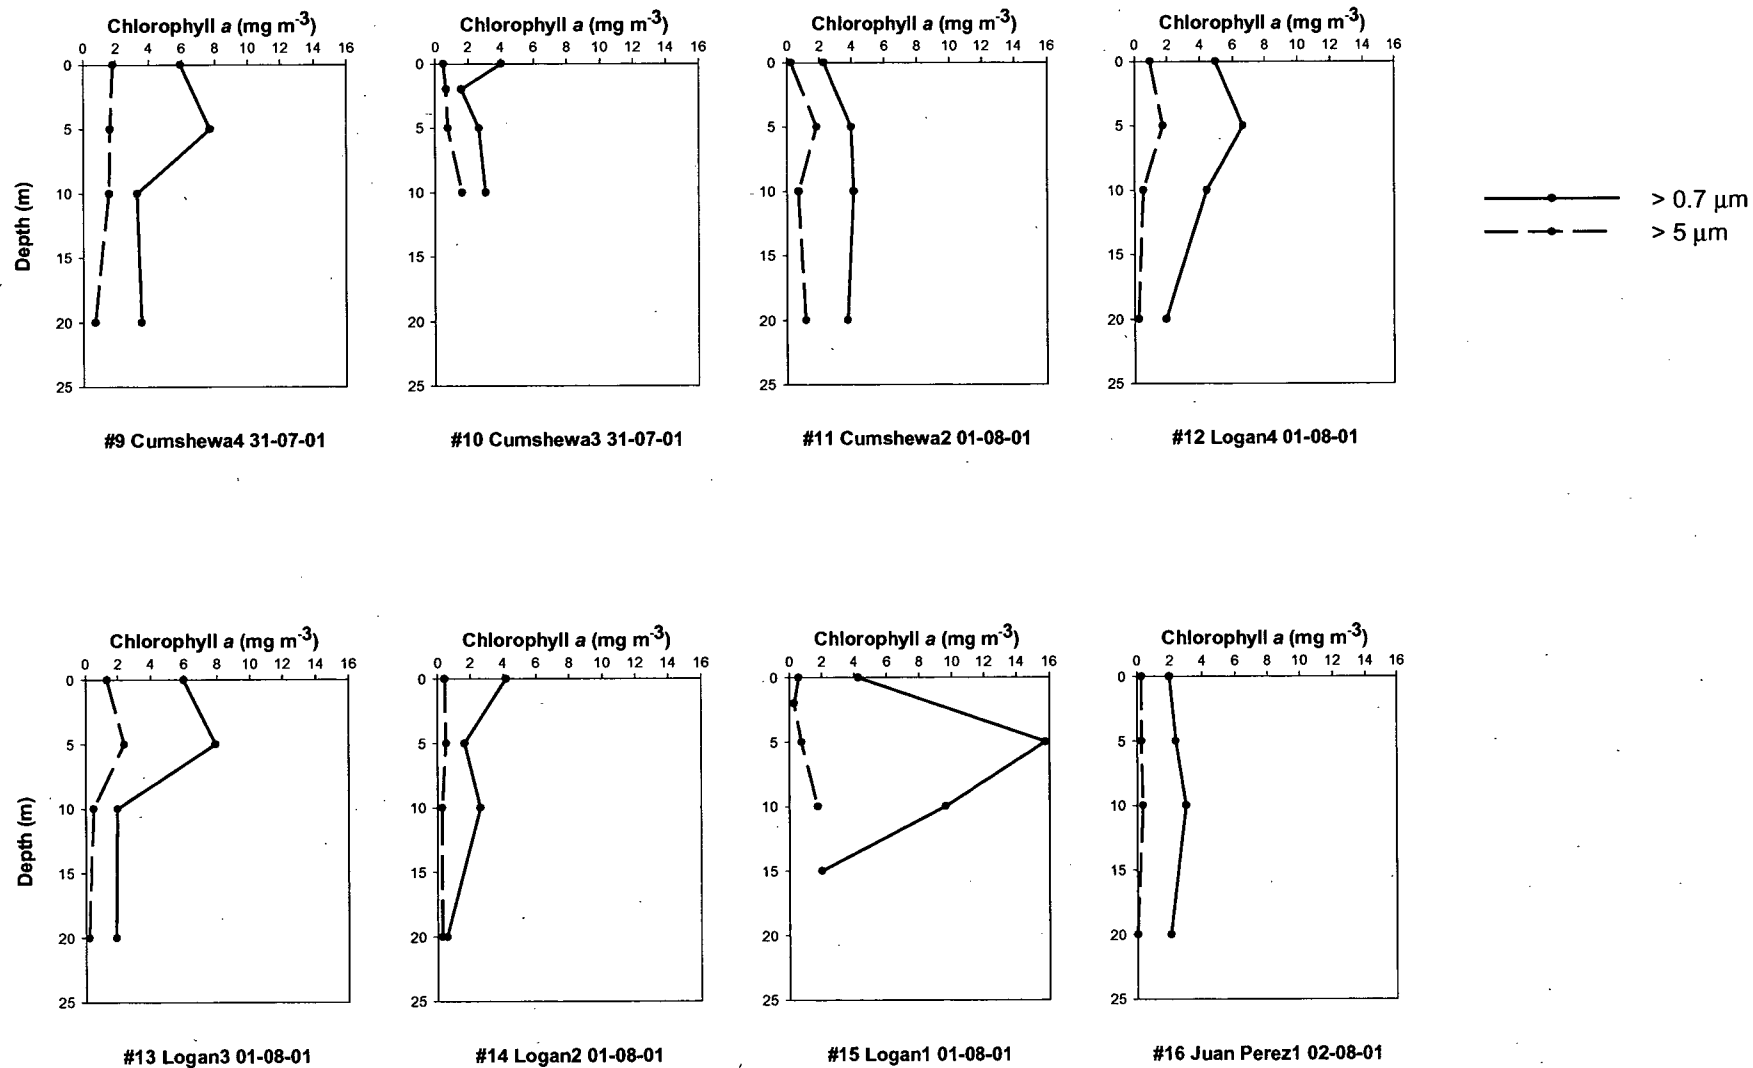 Chlorophyll a (mg m-3)
0 2 4 6 8 10 12 14 16
0
5
10
15
20
25
Depth (m)
#9 Cumshewa4 31-07-01
Chlorophyll a (mg m-3)
0 2 4 6 8 10 12 14 16
0
5
10
15
20
25
#10 Cumshewa3 31-07-01
Chlorophyll a (mg m-3)
0 2 4 6 8 10 12 14 16
0
5
10
15
20
25
#11 Cumshewa2 01-08-01
Chlorophyll a (mg m-3)
0 2 4 6 8 10 12 14 16
0
5
10
15
20
25
#12 Logan4 01-08-01
> 0.7 µm
> 5 µm
Chlorophyll a (mg m-3)
0 2 4 6 8 10 12 14 16
0
5
10
15
20
25
Depth (m)
#13 Logan3 01-08-01
Chlorophyll a (mg m-3)
0 2 4 6 8 10 12 14 16
0
5
10
15
20
25
#14 Logan2 01-08-01
Chlorophyll a (mg m-3)
0 2 4 6 8 10 12 14 16
0
5
10
15
20
25
#15 Logan1 01-08-01
Chlorophyll a (mg m-3)
0 2 4 6 8 10 12 14 16
0
5
10
15
20
25
#16 Juan Perez1 02-08-01